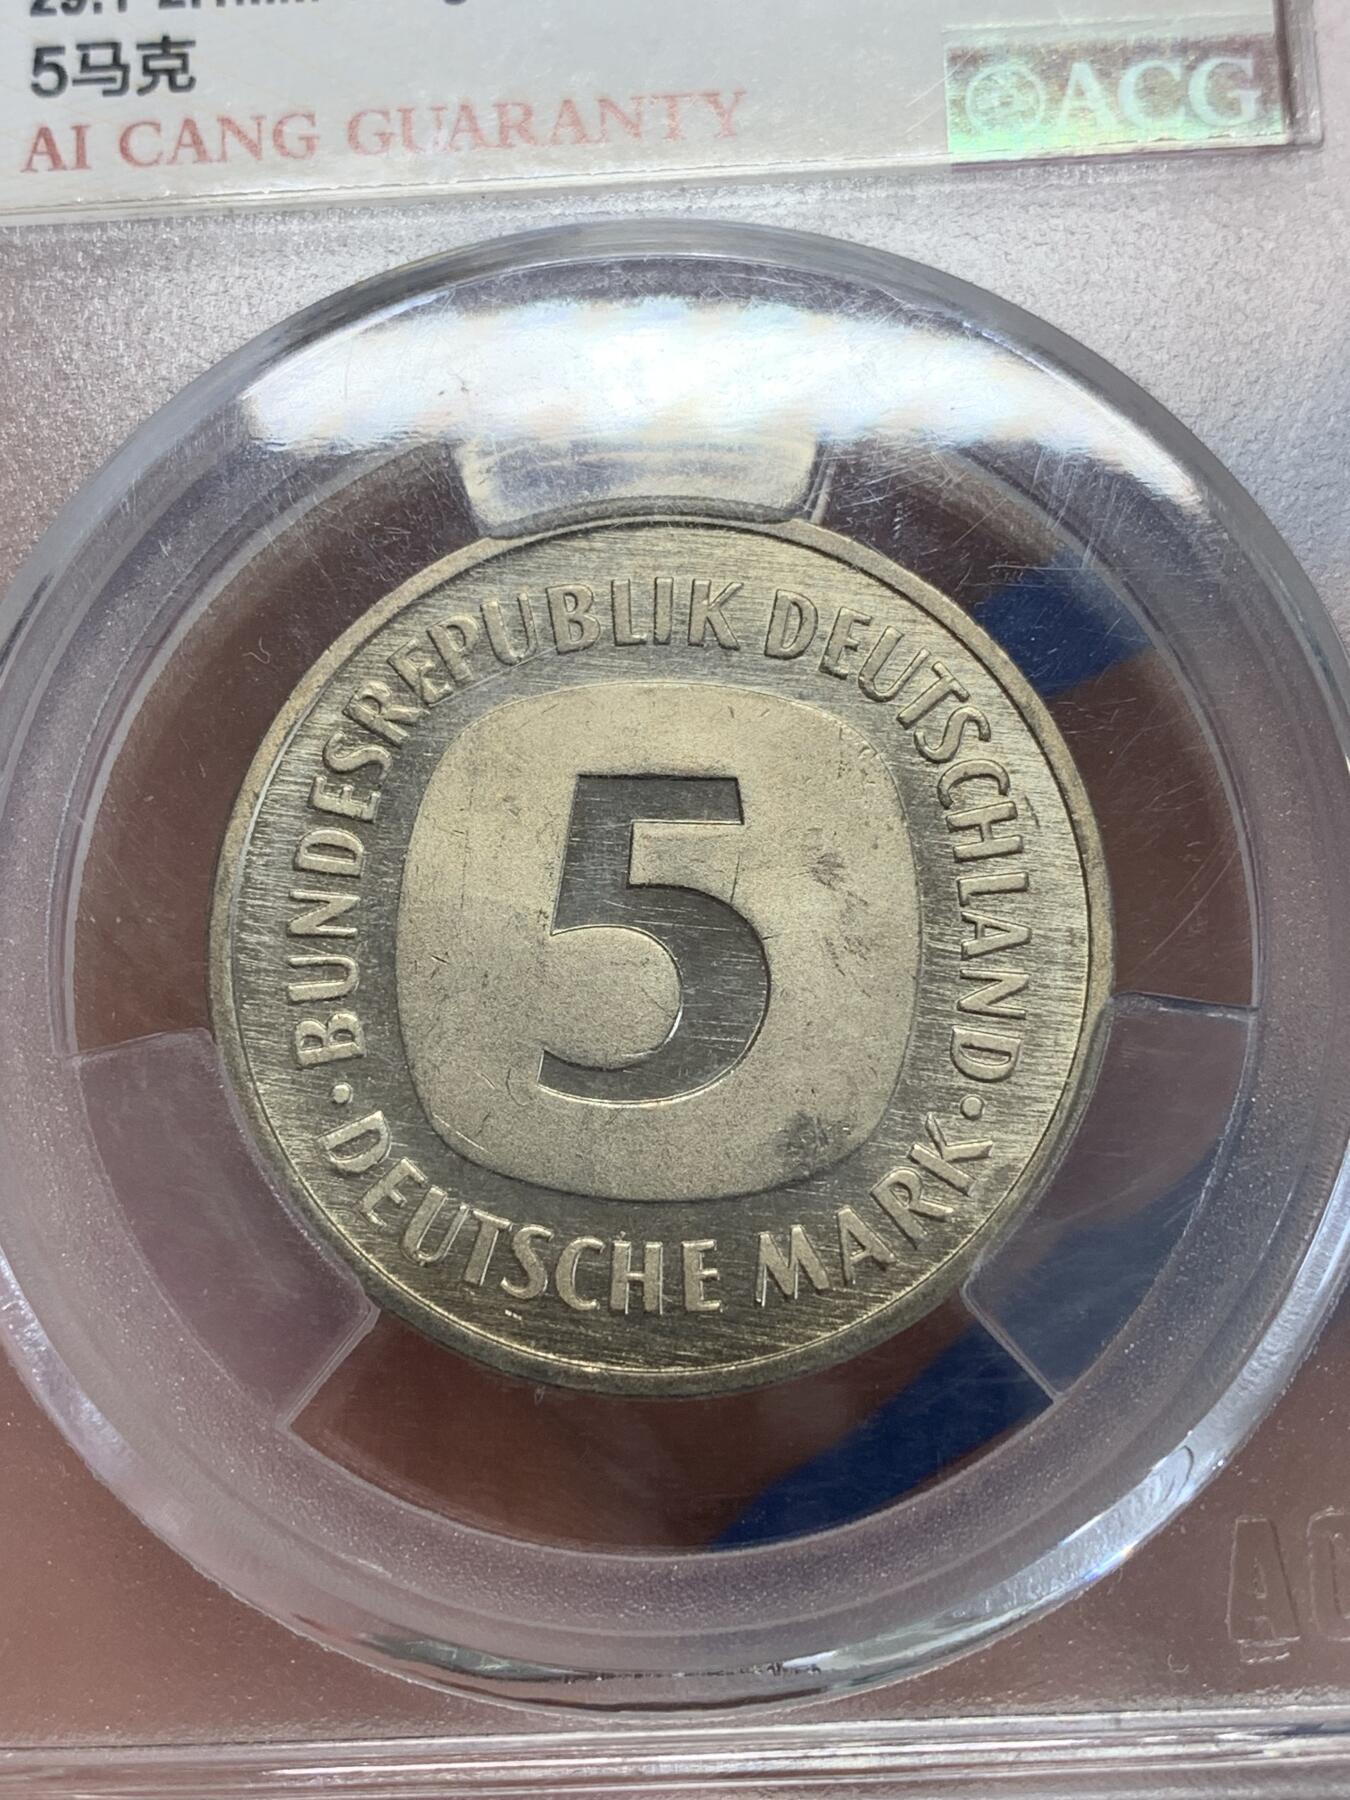 5马克
AI CANG GUARANTY
ACG
BUNDESREPUBLIK DEUTSCHLAND
5
DEUTSCHE MARK